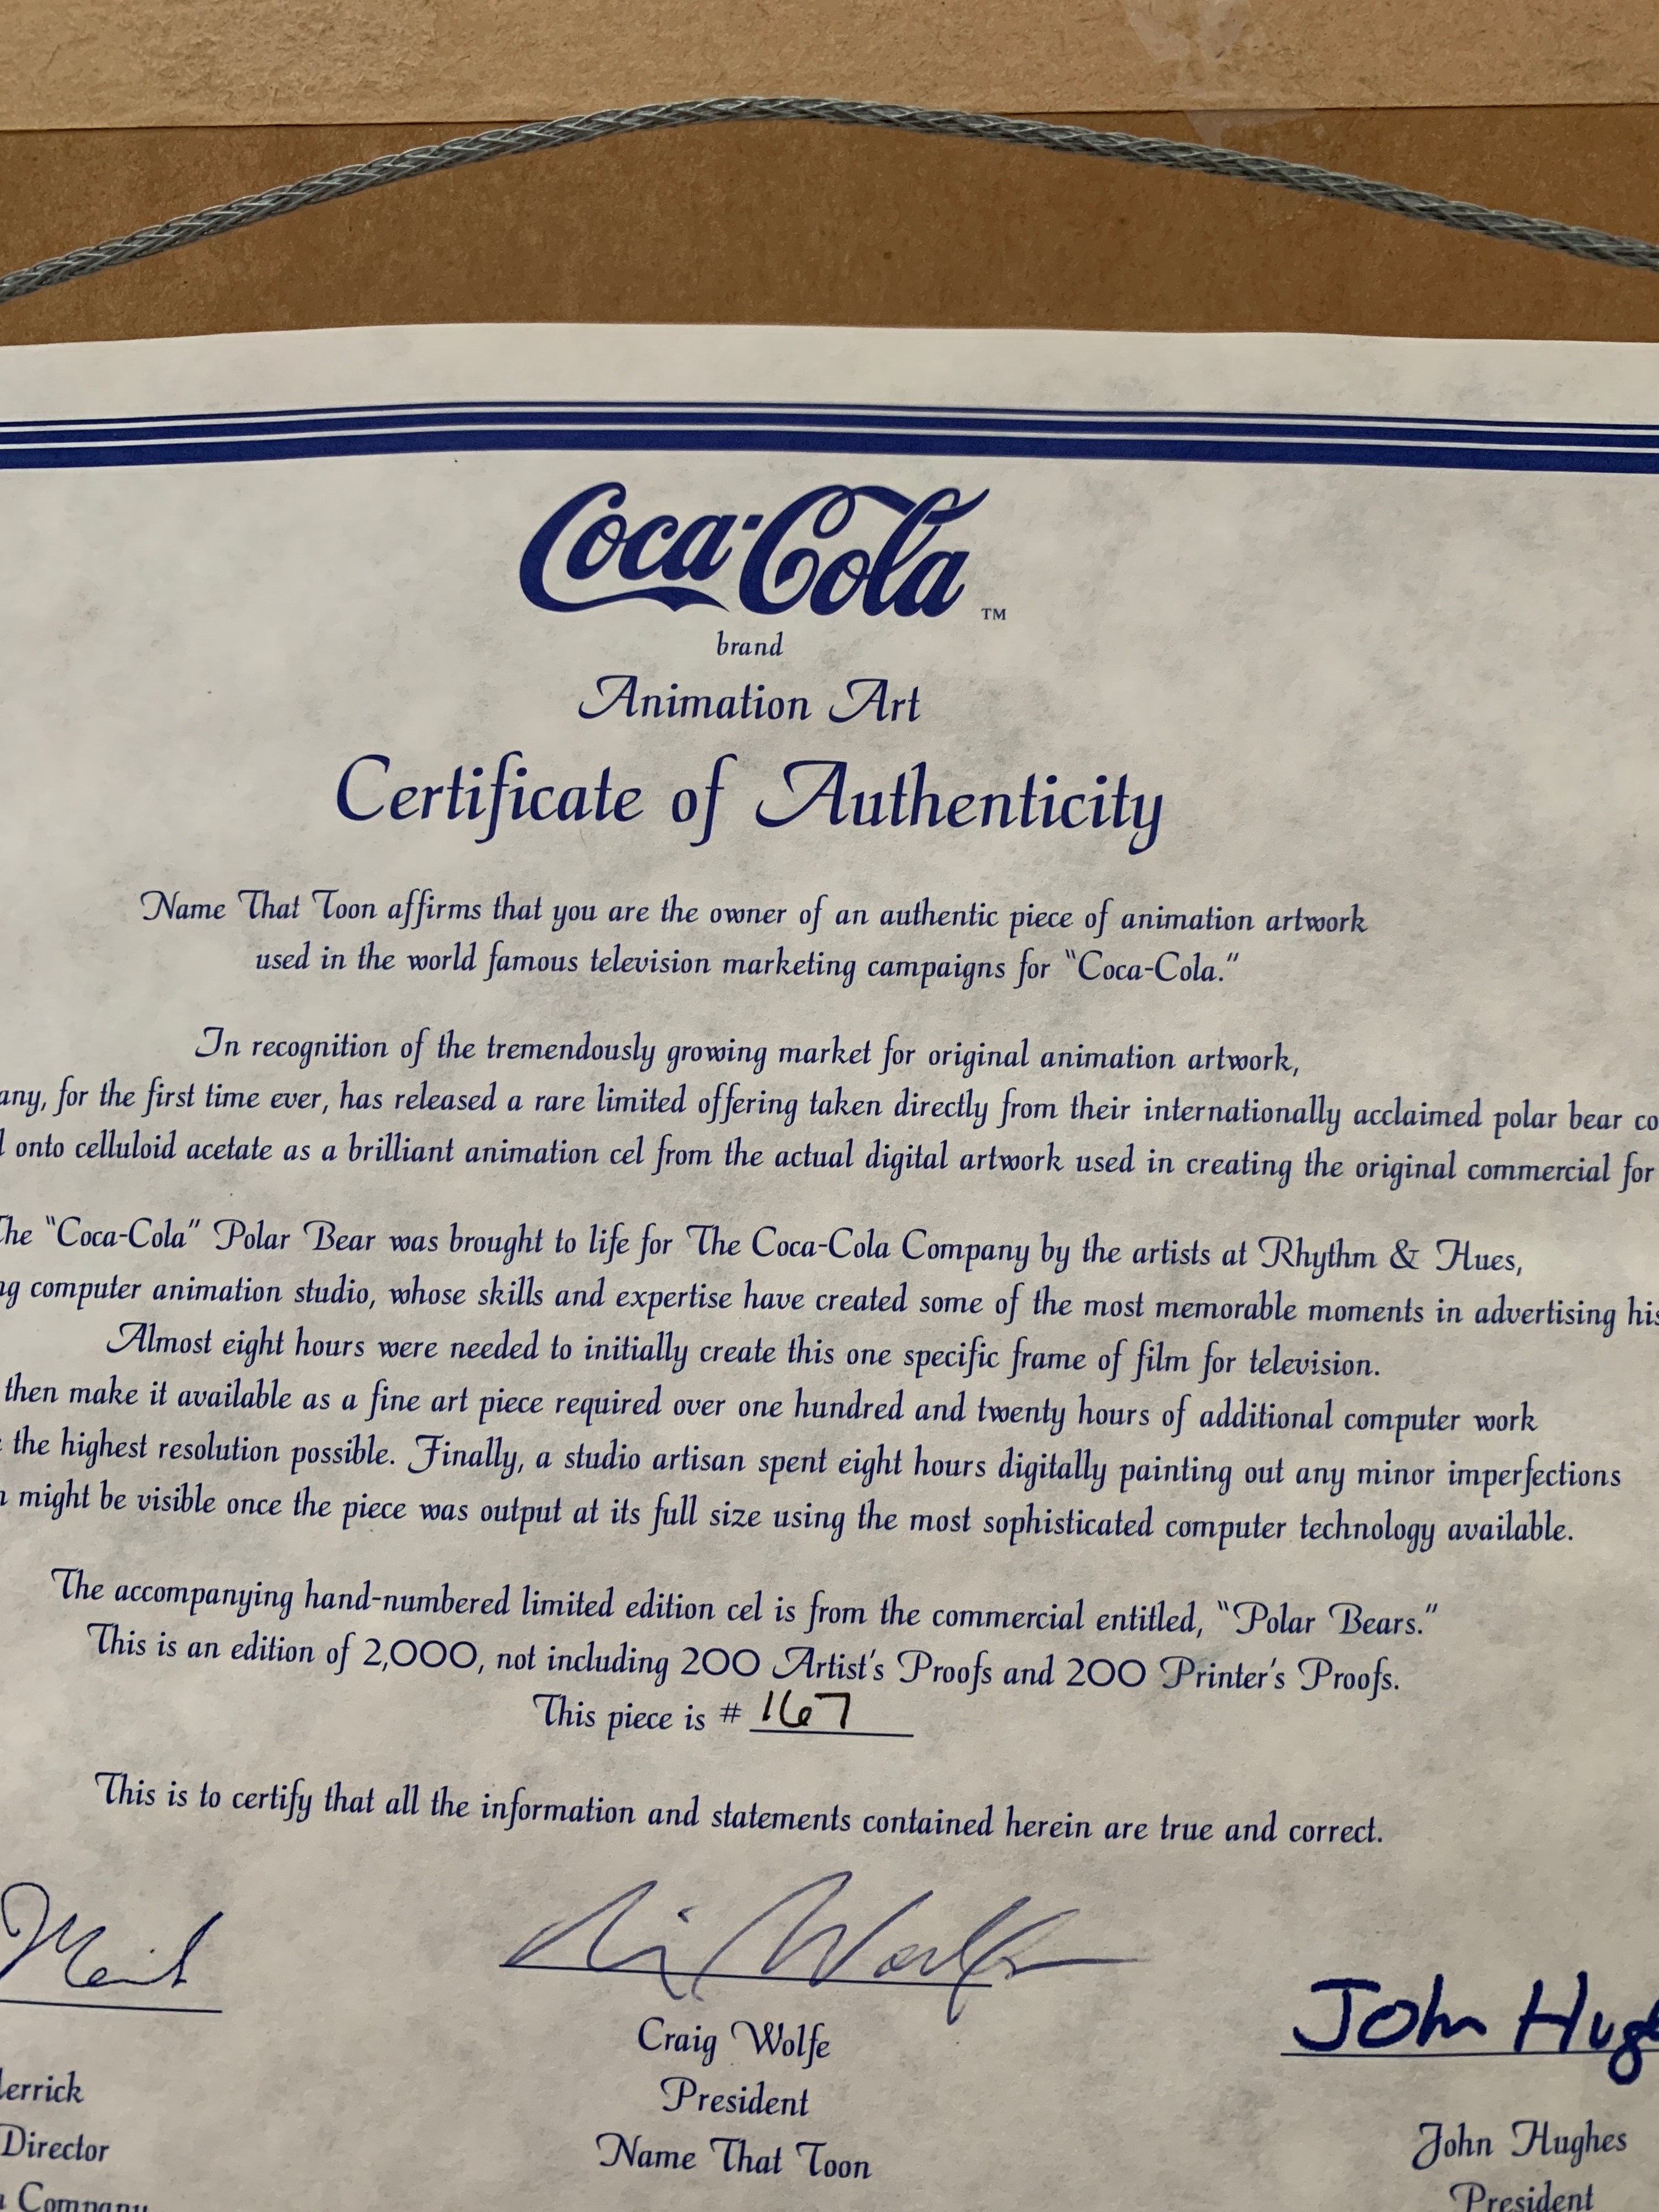 Coca-Cola ™
brand
Animation Art
Certificate of Authenticity
Name That Toon affirms that you are the owner of an authentic piece of animation artwork
used in the world famous television marketing campaigns for "Coca-Cola."
In recognition of the tremendously growing market for original animation artwork,
any, for the first time ever, has released a rare limited offering taken directly from their internationally acclaimed polar bear co
onto celluloid acetate as a brilliant animation cel from the actual digital artwork used in creating the original commercial for
The "Coca-Cola" Polar Bear was brought to life for The Coca-Cola Company by the artists at Rhythm & Hues,
ng computer animation studio, whose skills and expertise have created some of the most memorable moments in advertising his
Almost eight hours were needed to initially create this one specific frame of film for television.
then make it available as a fine art piece required over one hundred and twenty hours of additional computer work
the highest resolution possible. Finally, a studio artisan spent eight hours digitally painting out any minor imperfections
might be visible once the piece was output at its full size using the most sophisticated computer technology available.
The accompanying hand-numbered limited edition cel is from the commercial entitled, "Polar Bears."
This is an edition of 2,000, not including 200 Artist's Proofs and 200 Printer's Proofs.
This piece is # 167
This is to certify that all the information and statements contained herein are true and correct.
John Hug
Craig Wolfe
President
Name That Toon
errick
Director
Company
John Hughes
President